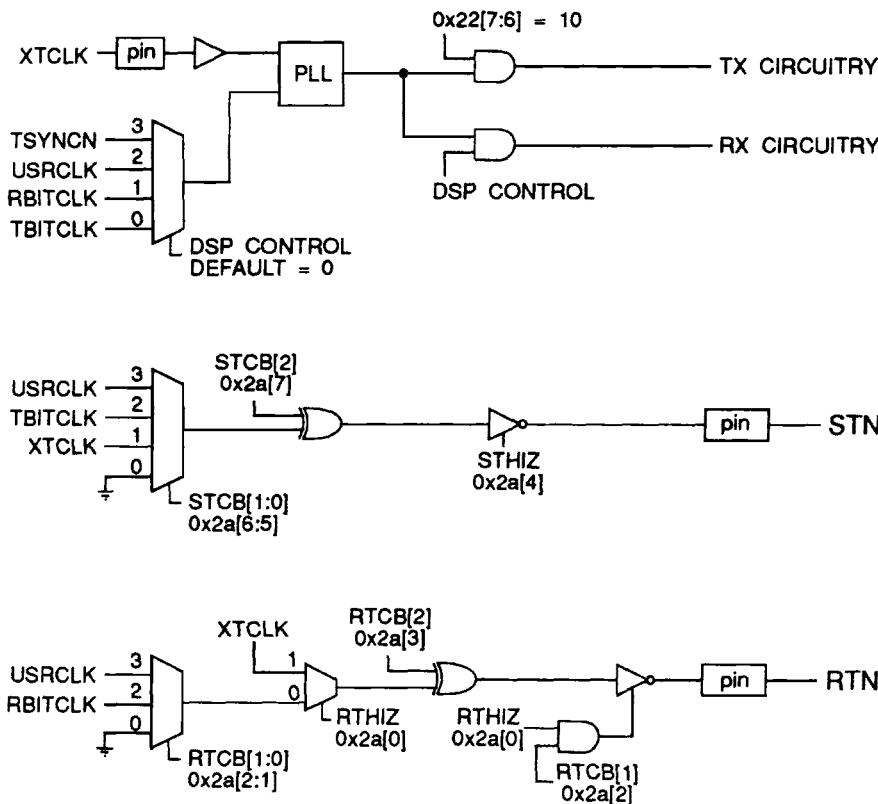 0x22[7:6] = 10
XTCLK
pin
PLL
TX CIRCUITRY
TSYNCN 3
USRCLK 2
RBITCLK 1
TBITCLK 0
RX CIRCUITRY
DSP CONTROL
DSP CONTROL
DEFAULT = 0
STCB[2]
0x2a[7]
USRCLK 3
TBITCLK 2
XTCLK 1
0
pin
STN
STHIZ
0x2a[4]
STCB[1:0]
0x2a[6:5]
XTCLK
RTCB[2]
0x2a[3]
USRCLK 3
RBITCLK 2
0
1
0
pin
RTN
RTHIZ
0x2a[0]
RTHIZ
0x2a[0]
RTCB[1:0]
0x2a[2:1]
RTCB[1]
0x2a[2]